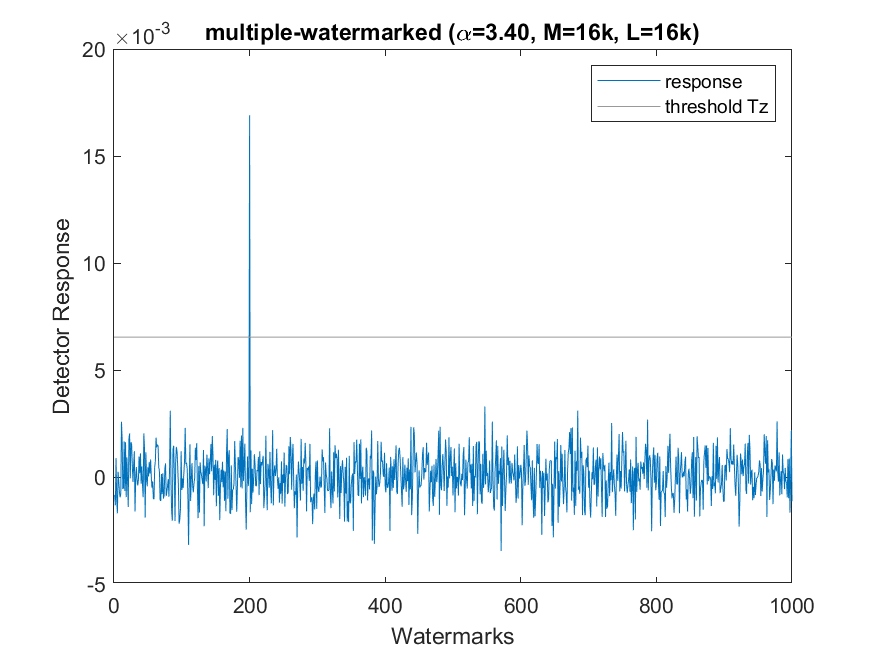 ×10-3
multiple-watermarked (α=3.40, M=16k, L=16k)
20
15
10
5
0
-5
Detector Response
response
threshold Tz
0
200
400
600
800
1000
Watermarks